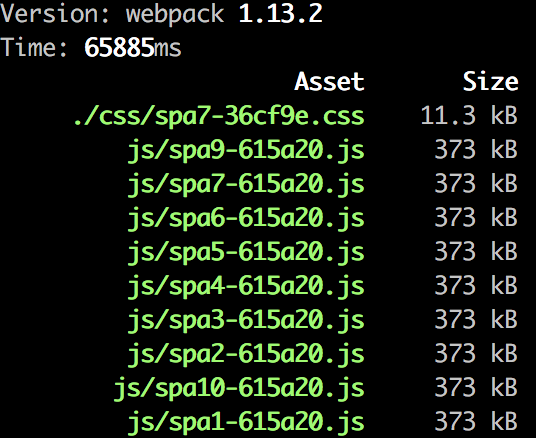 Version: webpack 1.13.2
Time: 65885ms
Asset Size
./css/spa7-36cf9e.css 11.3 kB
js/spa9-615a20.js 373 kB
js/spa7-615a20.js 373 kB
js/spa6-615a20.js 373 kB
js/spa5-615a20.js 373 kB
js/spa4-615a20.js 373 kB
js/spa3-615a20.js 373 kB
js/spa2-615a20.js 373 kB
js/spa10-615a20.js 373 kB
js/spa1-615a20.js 373 kB